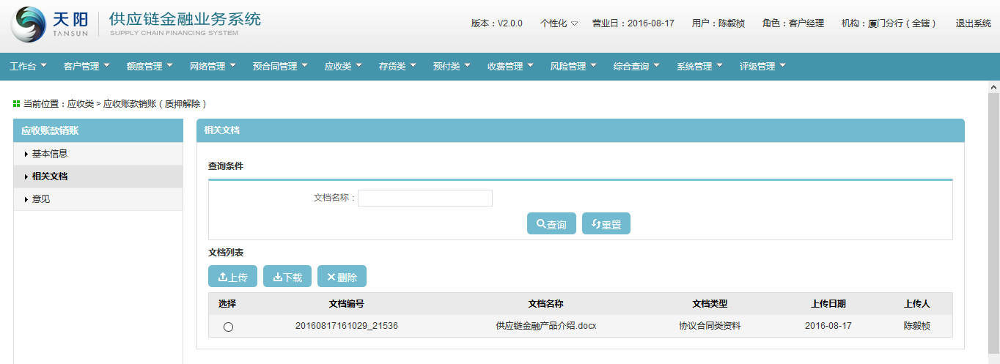 天阳 TANSUN 供应链金融业务系统 SUPPLY CHAIN FINANCING SYSTEM
版本：V2.0.0 个性化 营业日：2016-08-17 用户：陈毅桢 角色：客户经理 机构：厦门分行（全辖） 退出系统
工作台 客户管理 额度管理 网络管理 预合同管理 应收类 存货类 预付类 收费管理 风险管理 综合查询 系统管理 评级管理
当前位置：应收类 > 应收账款销账（质押解除）
应收账款销账
基本信息
相关文档
意见
相关文档
查询条件
文档名称：
查询 重置
文档列表
上传 下载 删除
选择 文档编号 文档名称 文档类型 上传日期 上传人
20160817161029_21536 供应链金融产品介绍.docx 协议合同类资料 2016-08-17 陈毅桢